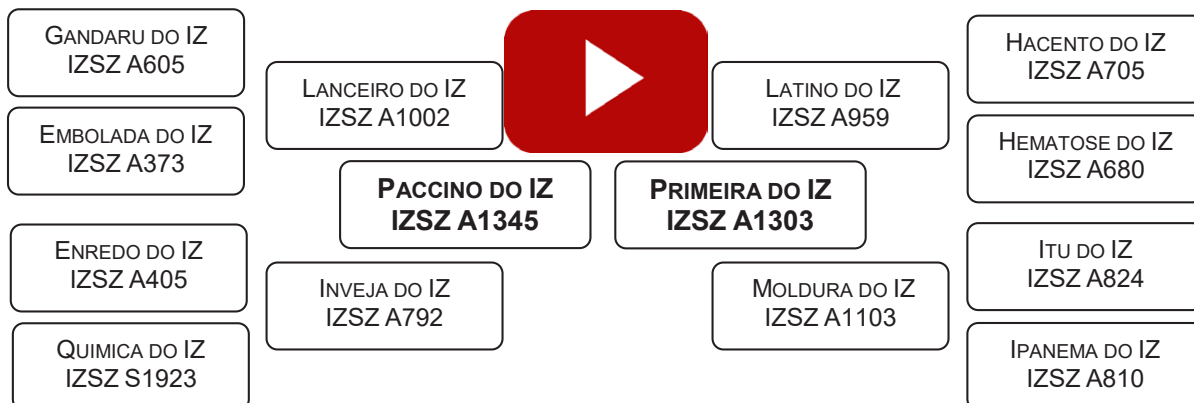 GANDARU DO IZ
IZSZ A605
EMBOLADA DO IZ
IZSZ A373
LANCEIRO DO IZ
IZSZ A1002
PACCINO DO IZ
IZSZ A1345
ENREDO DO IZ
IZSZ A405
QUIMICA DO IZ
IZSZ S1923
INVEJA DO IZ
IZSZ A792
LATINO DO IZ
IZSZ A959
HACENTO DO IZ
IZSZ A705
HEMATOSE DO IZ
IZSZ A680
PRIMEIRA DO IZ
IZSZ A1303
MOLDURA DO IZ
IZSZ A1103
ITU DO IZ
IZSZ A824
IPANEMA DO IZ
IZSZ A810